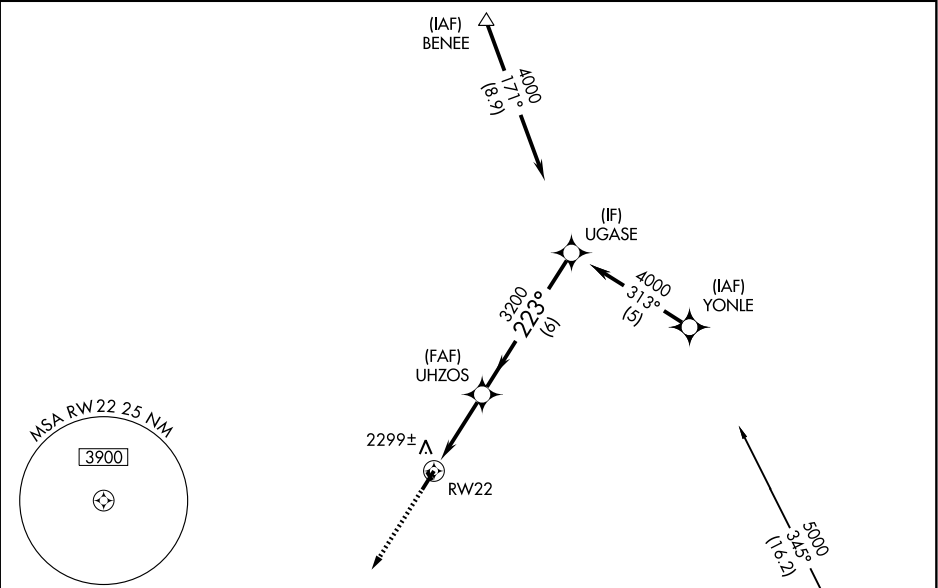 (IAF)
BENEE
4000
171°
(8.9)
(IF)
UGASE
4000
313°
(5)
(IAF)
YONLE
3200
223°
(6)
(FAF)
UHZOS
2299±
RW22
MSA RW22 25 NM
3900
5000
345°
(16.2)